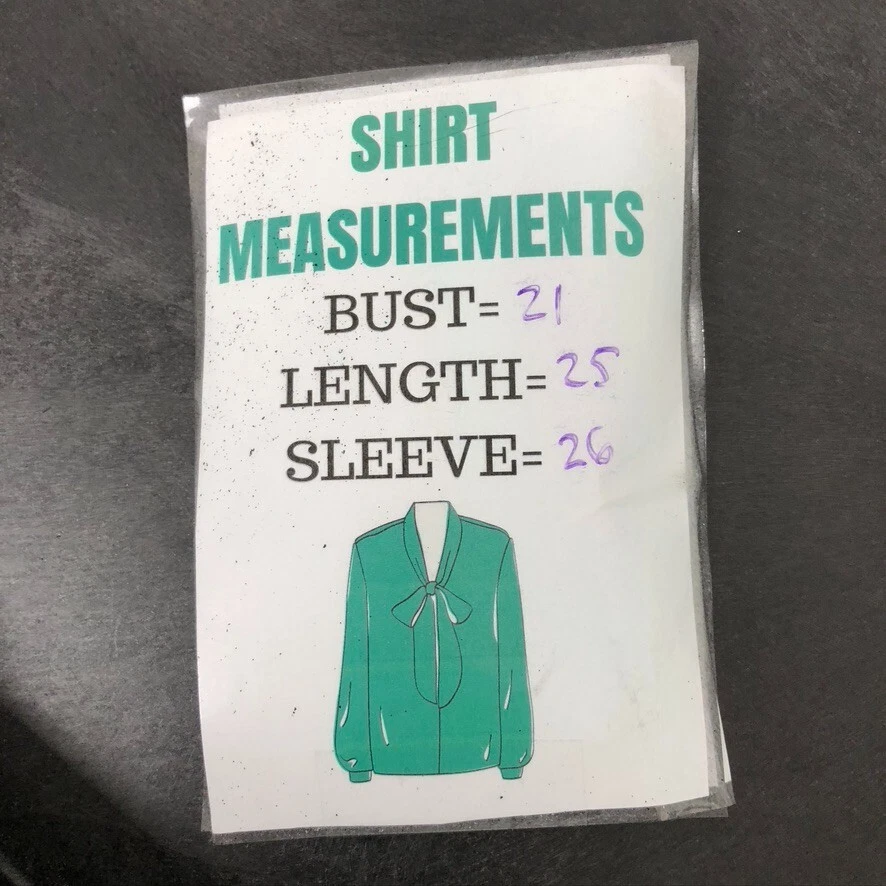 SHIRT
MEASUREMENTS
BUST= 21
LENGTH= 25
SLEEVE= 26